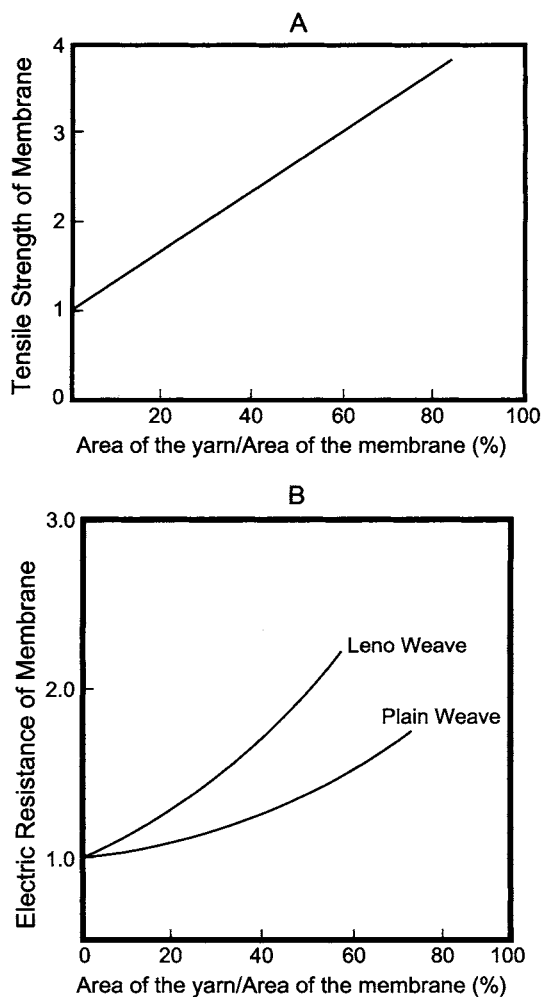 A
Tensile Strength of Membrane
4
3
2
1
0
20 40 60 80 100
Area of the yarn/Area of the membrane (%)
B
Electric Resistance of Membrane
3.0
Leno Weave
2.0
Plain Weave
1.0
0 20 40 60 80 100
Area of the yarn/Area of the membrane (%)